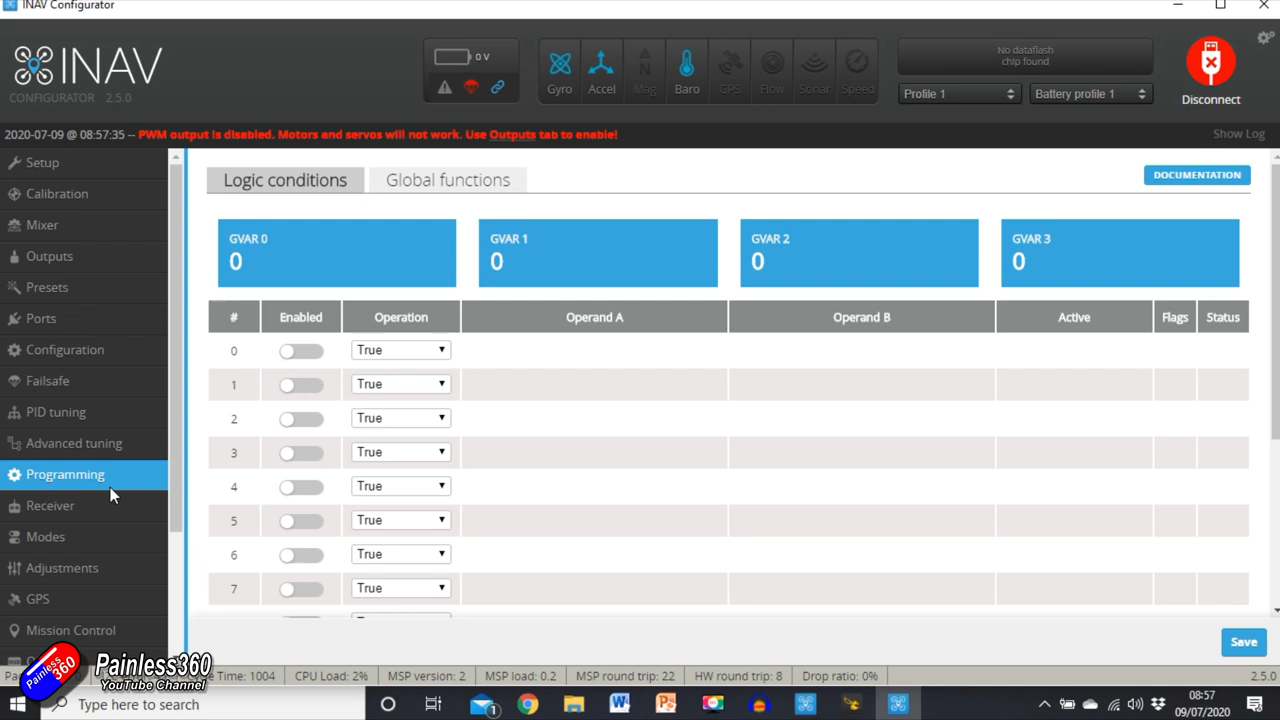 INAV Configurator
INAV
CONFIGURATOR 2.5.0
0 V
Gyro
Accel
Mag
Baro
GPS
Flow
Sonar
Speed
No dataflash
chip found
Profile 1
Battery profile 1
Disconnect
2020-07-09 @ 08:57:35 -- PWM output is disabled. Motors and servos will not work. Use Outputs tab to enable!
Show Log
Setup
Calibration
Mixer
Outputs
Presets
Ports
Configuration
Failsafe
PID tuning
Advanced tuning
Programming
Receiver
Modes
Adjustments
GPS
Mission Control
Logic conditions
Global functions
DOCUMENTATION
GVAR 0
0
GVAR 1
0
GVAR 2
0
GVAR 3
0
# Enabled Operation Operand A Operand B Active Flags Status
0 True
1 True
2 True
3 True
4 True
5 True
6 True
7 True
Save
Painless360
YouTube Channel
Painless
360
Time: 1004 CPU Load: 2% MSP version: 2 MSP load: 0.2 MSP round trip: 22 HW round trip: 8 Drop ratio: 0% 2.5.0
Type here to search
1
08:57
09/07/2020